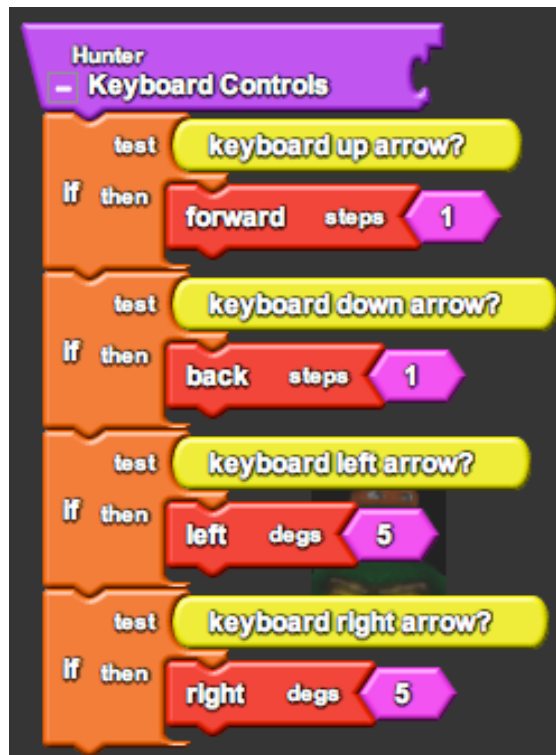 Hunter
Keyboard Controls
test keyboard up arrow?
If then forward steps 1
test keyboard down arrow?
If then back steps 1
test keyboard left arrow?
If then left degs 5
test keyboard right arrow?
If then right degs 5